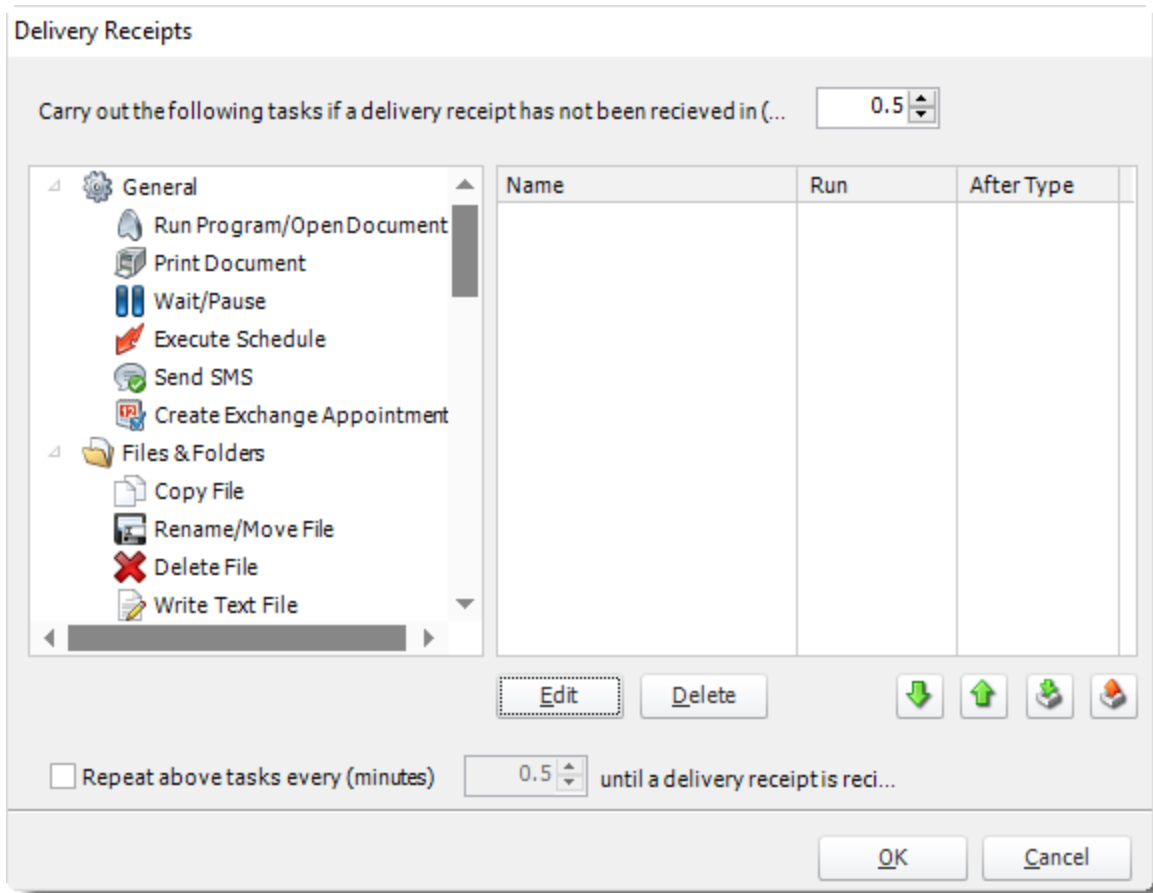 Delivery Receipts
Carry out the following tasks if a delivery receipt has not been recieved in (... 0.5
General
Run Program/Open Document
Print Document
Wait/Pause
Execute Schedule
Send SMS
Create Exchange Appointment
Files & Folders
Copy File
Rename/Move File
Delete File
Write Text File
Name Run After Type
Edit Delete
Repeat above tasks every (minutes) 0.5 until a delivery receipt is reci...
OK Cancel